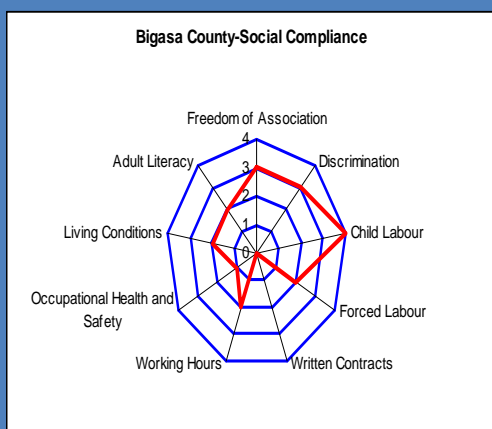 Bigasa County-Social Compliance
Freedom of Association
Adult Literacy
Discrimination
Living Conditions
Child Labour
Occupational Health and
Safety
Forced Labour
Working Hours
Written Contracts
4
3
2
1
0